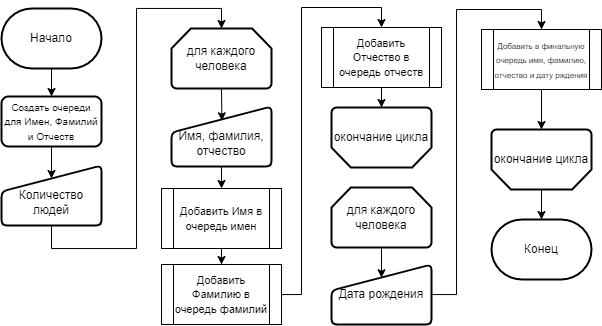 Начало
Создать очереди
для Имен, Фамилий
и Отчеств
Количество
людей
для каждого
человека
Имя, фамилия,
отчество
Добавить Имя в
очередь имен
Добавить
Фамилию в
очередь фамилий
Добавить
Отчество в
очередь отчеств
окончание цикла
для каждого
человека
Дата рождения
Добавить в финальную
очередь имя, фамилию,
отчество и дату рждения
окончание цикла
Конец